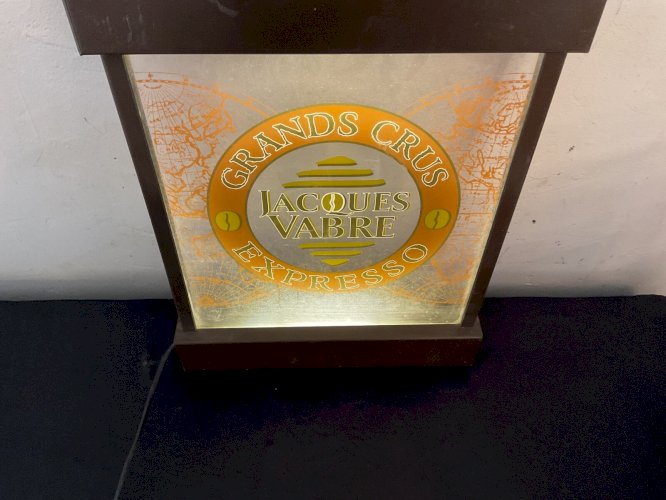 GRANDS CRUS
JACQUES
VABRE
EXPRESSO